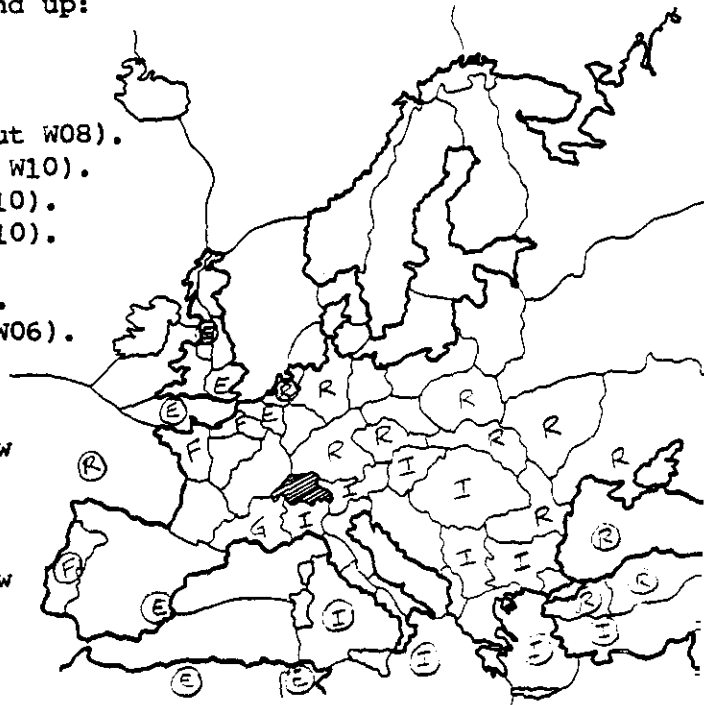 nd up:
ut W08).
W10).
10).
10).
.
W06).
E R R
R
E F E
R R R
w
F R R
R I
I I
G I R
R
I I
w
F R
R
E I
I
I I
E E